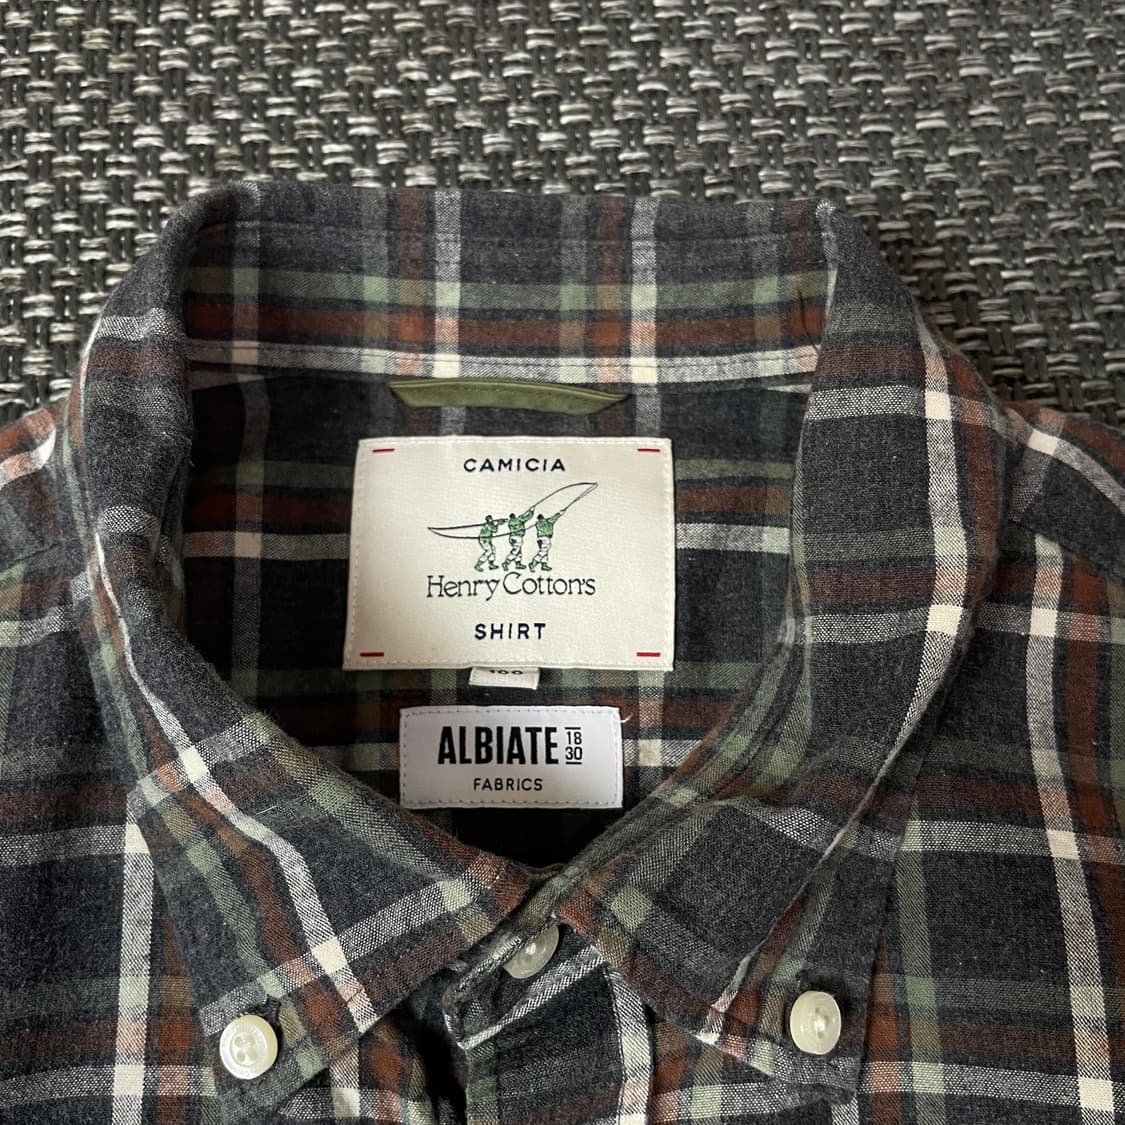 CAMICIA
Henry Cotton's
SHIRT
ALBIATE 18
30
FABRICS